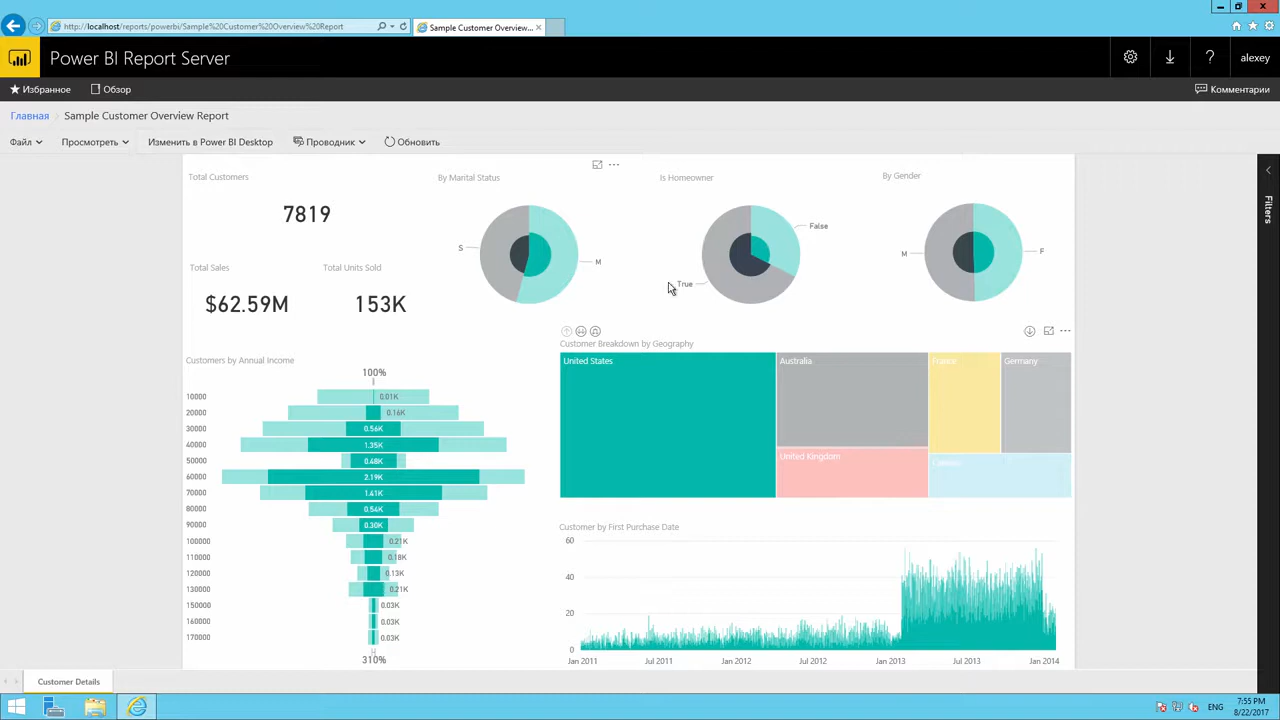 http://localhost/reports/powerbi/Sample%20Customer%20Overview%20Report
Sample Customer Overview...
Power BI Report Server
alexey
Избранное
Обзор
Комментарии
Главная > Sample Customer Overview Report
Файл
Просмотреть
Изменить в Power BI Desktop
Проводник
Обновить
Filters
Total Customers
7819
Total Sales
$62.59M
Total Units Sold
153K
By Marital Status
S
M
Is Homeowner
False
True
By Gender
M
F
Customers by Annual Income
100%
10000 0.01K
20000 0.16K
30000 0.56K
40000 1.35K
50000 0.48K
60000 2.19K
70000 1.41K
80000 0.54K
90000 0.30K
100000 0.21K
110000 0.18K
120000 0.13K
130000 0.21K
150000 0.03K
160000 0.03K
170000 0.03K
310%
Customer Breakdown by Geography
United States
Australia
France
Germany
United Kingdom
Canada
Customer by First Purchase Date
60
40
20
0
Jan 2011 Jul 2011 Jan 2012 Jul 2012 Jan 2013 Jul 2013 Jan 2014
Customer Details
ENG
7:55 PM
8/22/2017